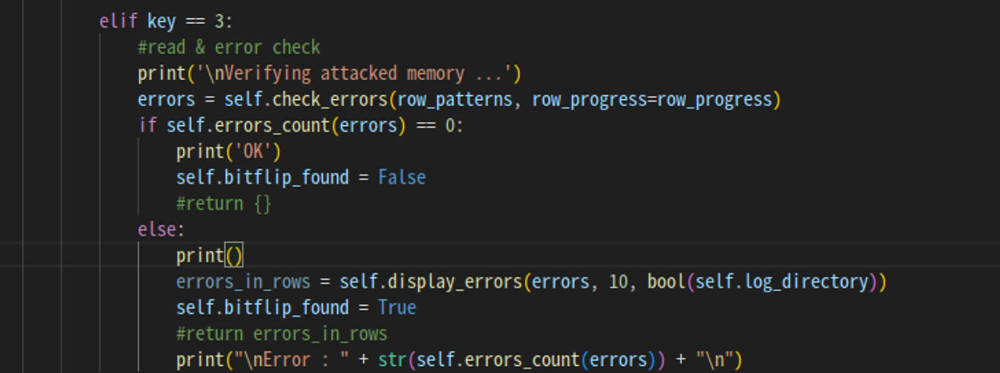 elif key == 3:
#read & error check
print('\nVerifying attacked memory ...')
errors = self.check_errors(row_patterns, row_progress=row_progress)
if self.errors_count(errors) == 0:
print('OK')
self.bitflip_found = False
#return {}
else:
print()
errors_in_rows = self.display_errors(errors, 10, bool(self.log_directory))
self.bitflip_found = True
#return errors_in_rows
print("\nError : " + str(self.errors_count(errors)) + "\n")